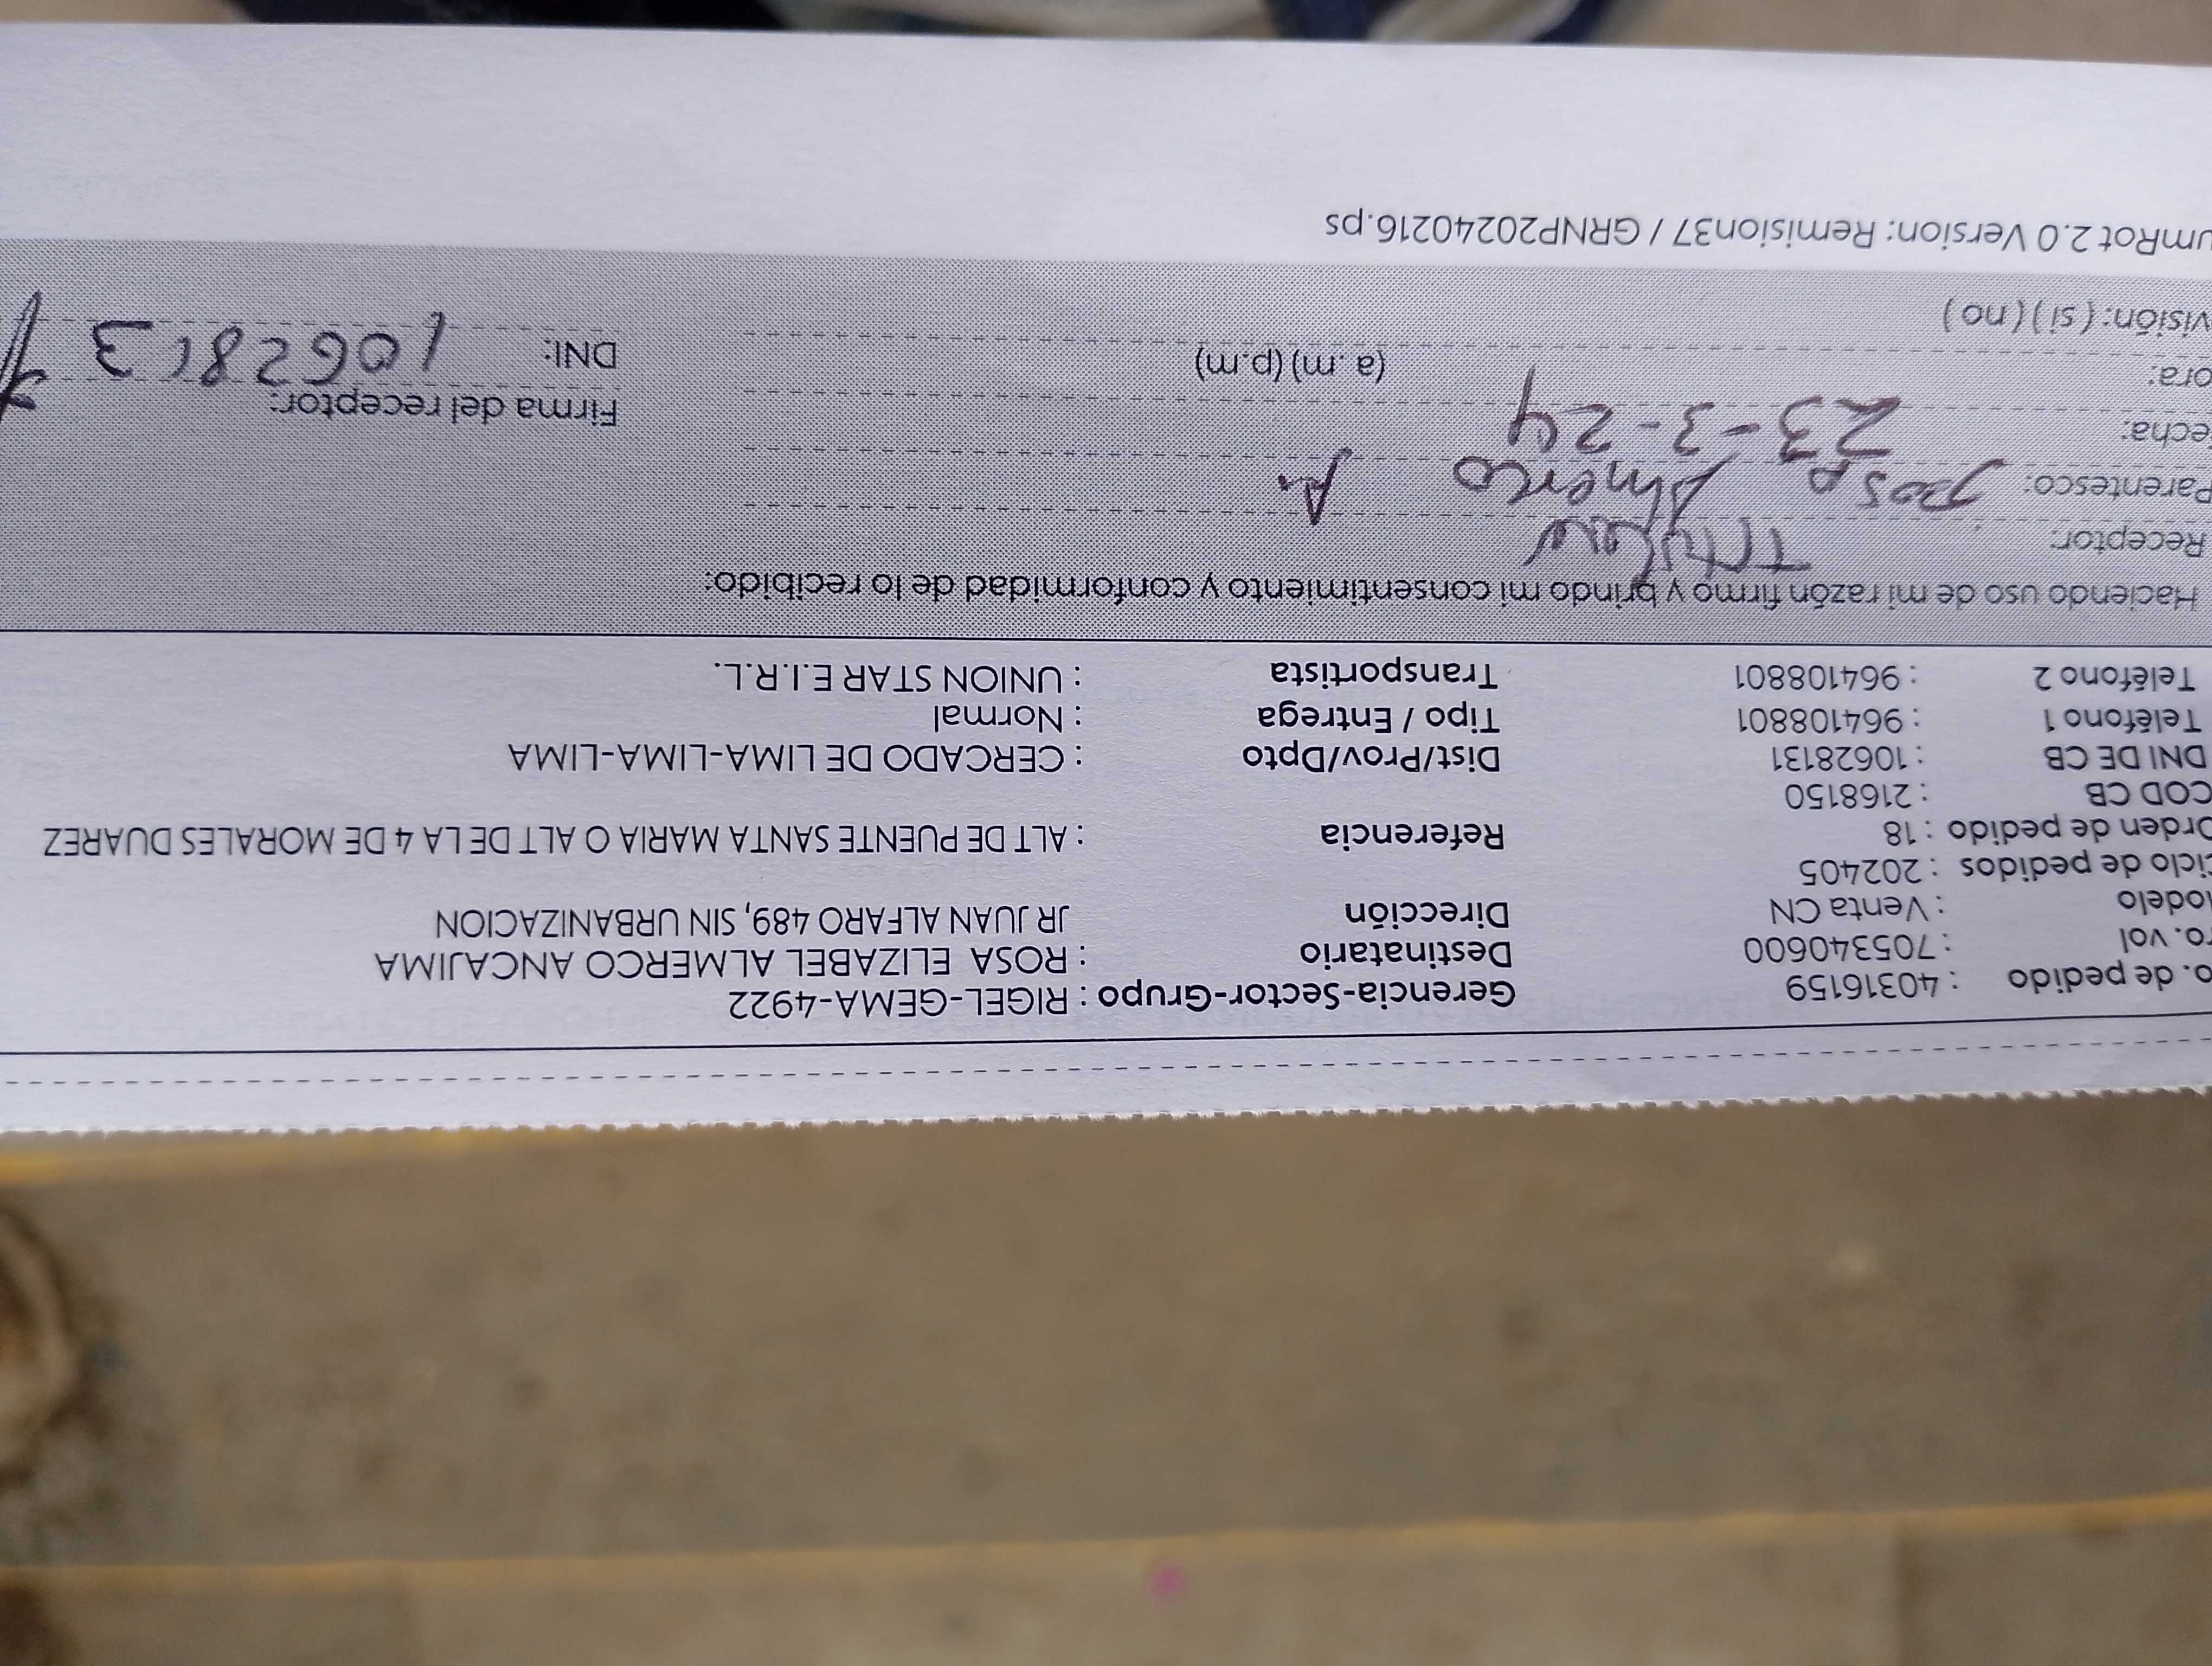 o. de pedido : 40316159 Gerencia-Sector-Grupo : RIGEL-GEMA-4922
ro. vol : 705340600 Destinatario : ROSA ELIZABEL ALMERCO ANCAJIMA
odelo : Venta CN Dirección JR JUAN ALFARO 489, SIN URBANIZACION
iclo de pedidos : 202405
Orden de pedido : 18 Referencia : ALT DE PUENTE SANTA MARIA O ALT DE LA 4 DE MORALES DUAREZ
COD CB : 2168150
DNI DE CB : 10628131 Dist/Prov/Dpto : CERCADO DE LIMA-LIMA-LIMA
Teléfono 1 : 964108801 Tipo / Entrega : Normal
Teléfono 2 : 964108801 Transportista : UNION STAR E.I.R.L.
Haciendo uso de mi razón firmo y brindo mi consentimiento y conformidad de lo recibido:
Receptor:
Parentesco: Rosa Almerco A.
echa: 23-3-24 Firma del receptor:
ora: (a.m) (p.m) DNI:
visión: ( si ) ( no )
umRot 2.0 Version: Remision37 / GRNP20240216.ps